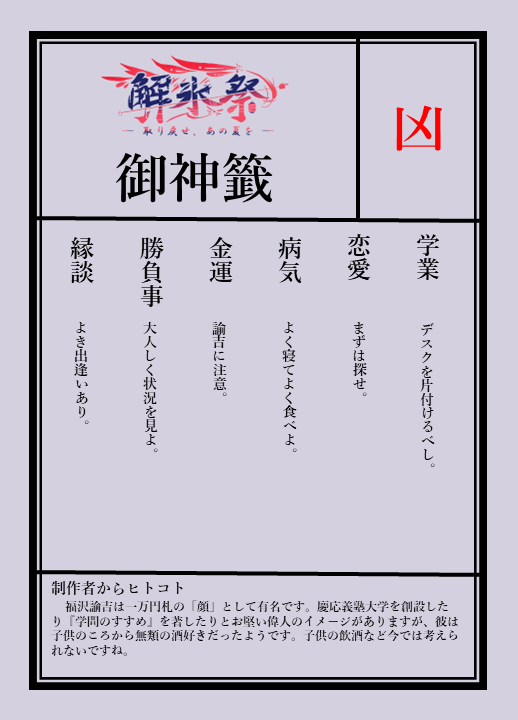 解氷祭
取り戻せ、あの夏を
御神籤
凶
学業
デスクを片付けるべし。
恋愛
まずは探せ。
病気
よく寝てよく食べよ。
金運
諭吉に注意。
勝負事
大人しく状況を見よ。
縁談
よき出逢いあり。
制作者からヒトコト
福沢諭吉は一万円札の「顔」として有名です。慶応義塾大学を創設した
り『学問のすすめ』を著したりとお堅い偉人のイメージがありますが、彼は
子供のころから無類の酒好きだったようです。子供の飲酒など今では考えら
れないですね。